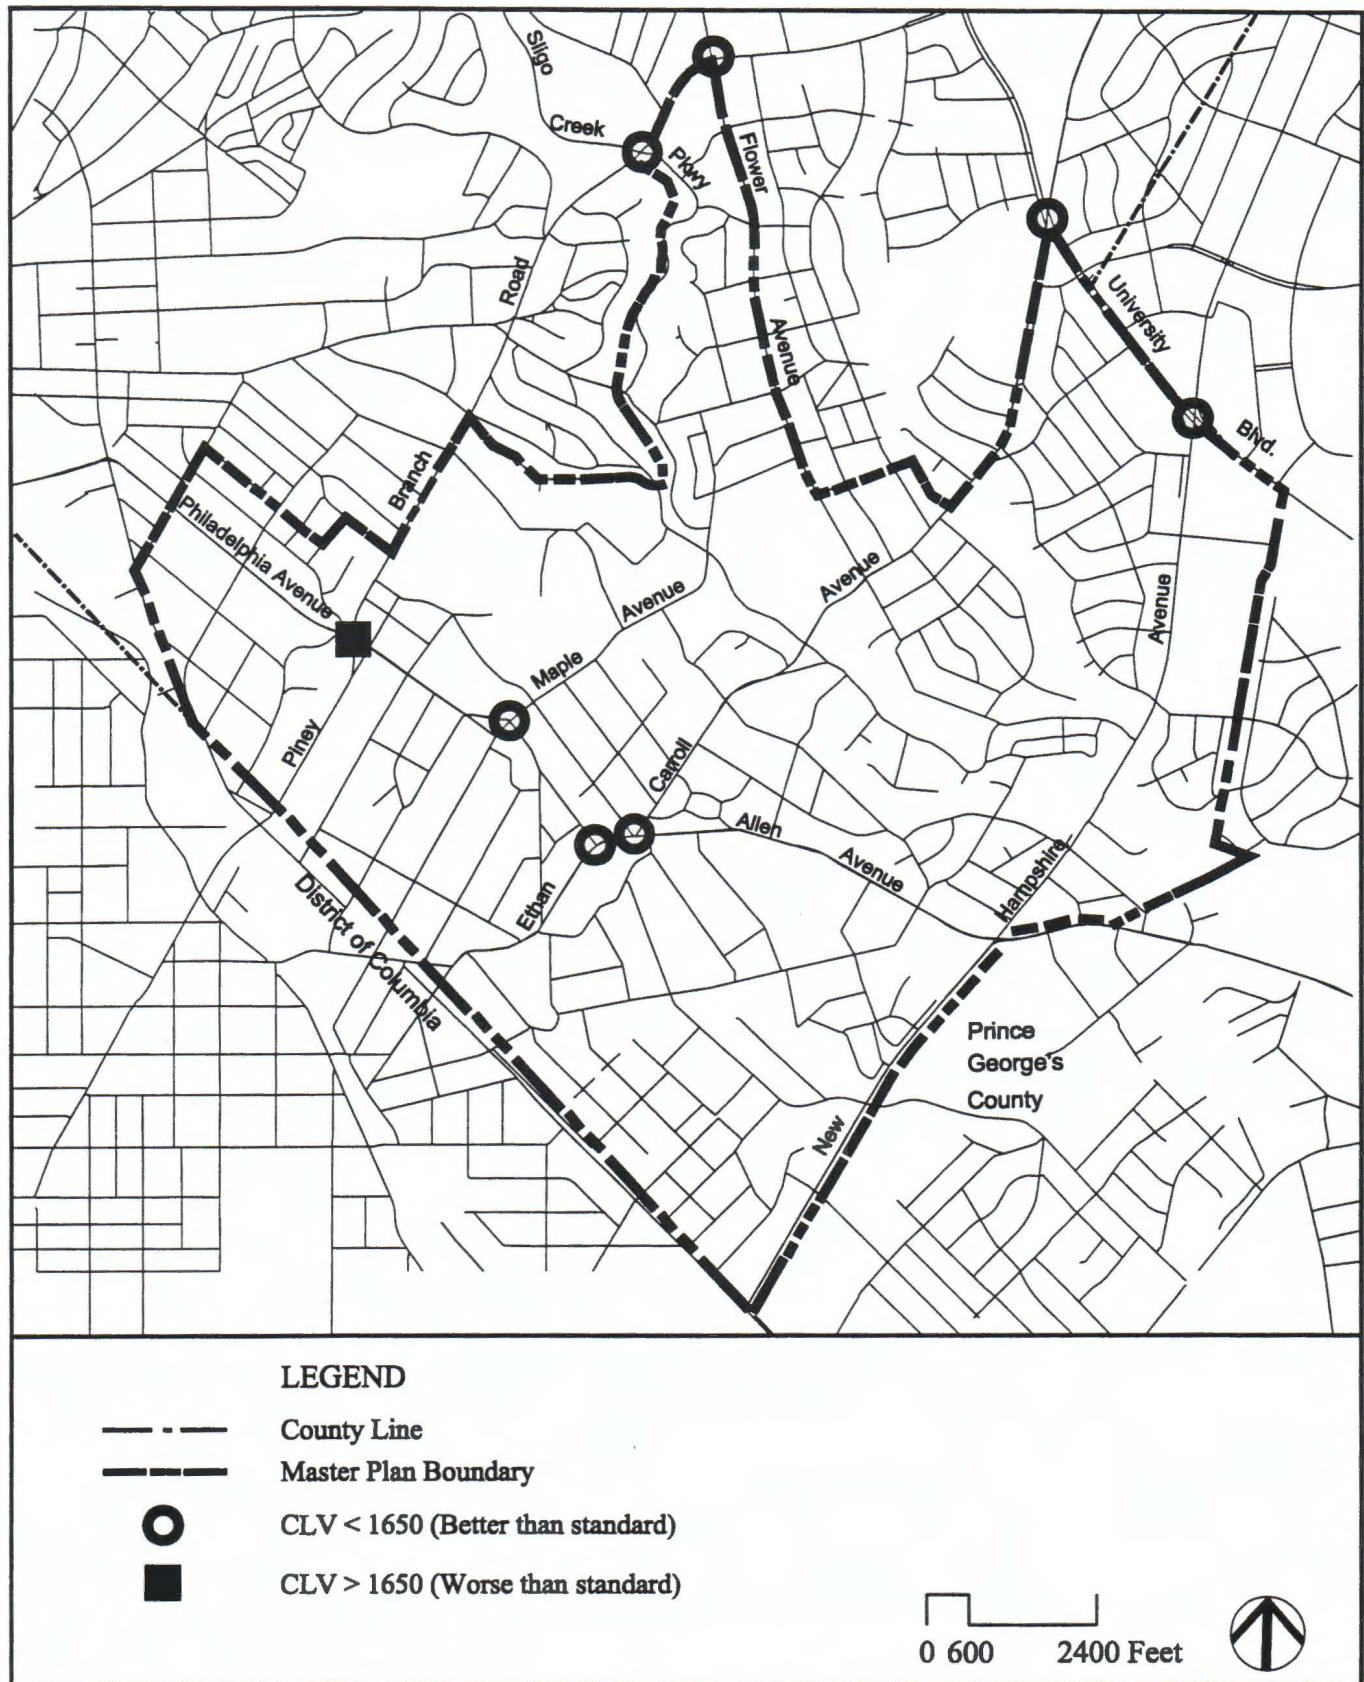 Sligo
Creek
Pkwy
Flower
Avenue
Road
University
Blvd.
Branch
Philadelphia Avenue
Avenue
Avenue
Avenue
Maple
Piney
Carroll
Allen
Avenue
Hampshire
Ethan
District of Columbia
Prince
George's
County
New
LEGEND
County Line
Master Plan Boundary
CLV < 1650 (Better than standard)
CLV > 1650 (Worse than standard)
0 600 2400 Feet